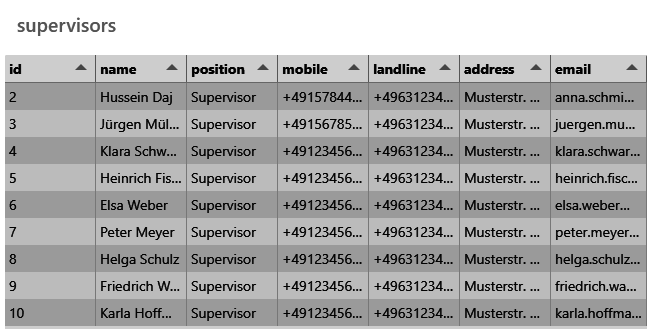 supervisors
id name position mobile landline address email
2 Hussein Daj Supervisor +49157844... +49631234... Musterstr. ... anna.schmi...
3 Jürgen Mül... Supervisor +49156785... +49631234... Musterstr. ... juergen.mu...
4 Klara Schw... Supervisor +49123456... +49631234... Musterstr. ... klara.schwar...
5 Heinrich Fis... Supervisor +49123456... +49631234... Musterstr. ... heinrich.fisc...
6 Elsa Weber Supervisor +49123456... +49631234... Musterstr. ... elsa.weber...
7 Peter Meyer Supervisor +49123456... +49631234... Musterstr. ... peter.meyer...
8 Helga Schulz Supervisor +49123456... +49631234... Musterstr. ... helga.schulz...
9 Friedrich W... Supervisor +49123456... +49631234... Musterstr. ... friedrich.wa...
10 Karla Hoff... Supervisor +49123456... +49631234... Musterstr. ... karla.hoffma...